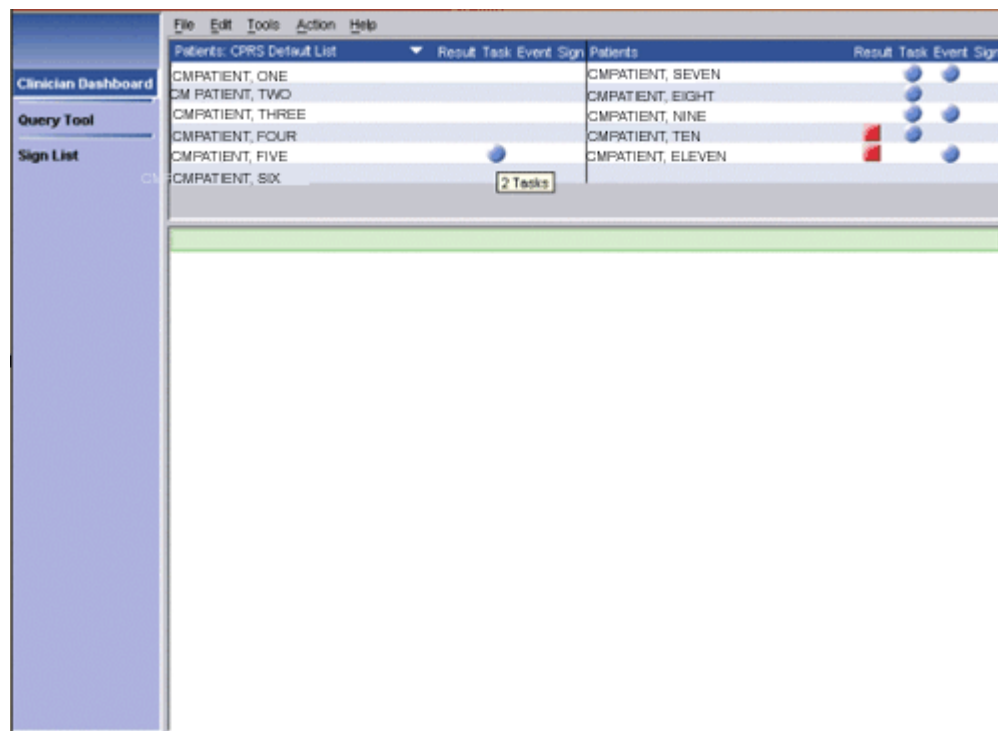 File Edit Tools Action Help
Patients: CPRS Default List Result Task Event Sign Patients Result Task Event Sign
Clinician Dashboard
Query Tool
Sign List
CMPATIENT, ONE
CM PATIENT, TWO
CMPATIENT, THREE
CMPATIENT, FOUR
CMPATIENT, FIVE
CMPATIENT, SIX
2 Tasks
CMPATIENT, SEVEN
CMPATIENT, EIGHT
CMPATIENT, NINE
CMPATIENT, TEN
CMPATIENT, ELEVEN